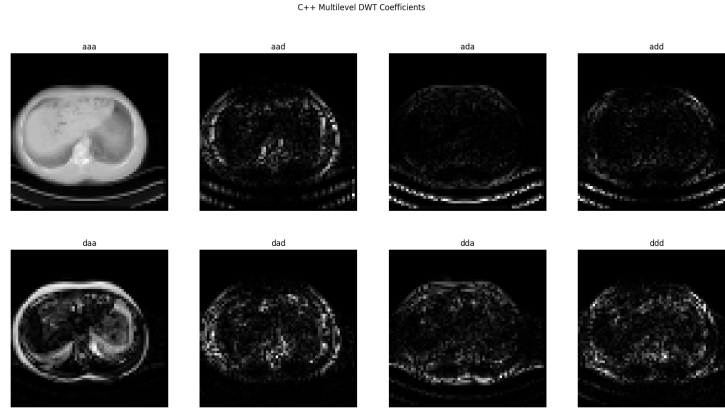 C++ Multilevel DWT Coefficients
aaa
aad
ada
add
daa
dad
dda
ddd